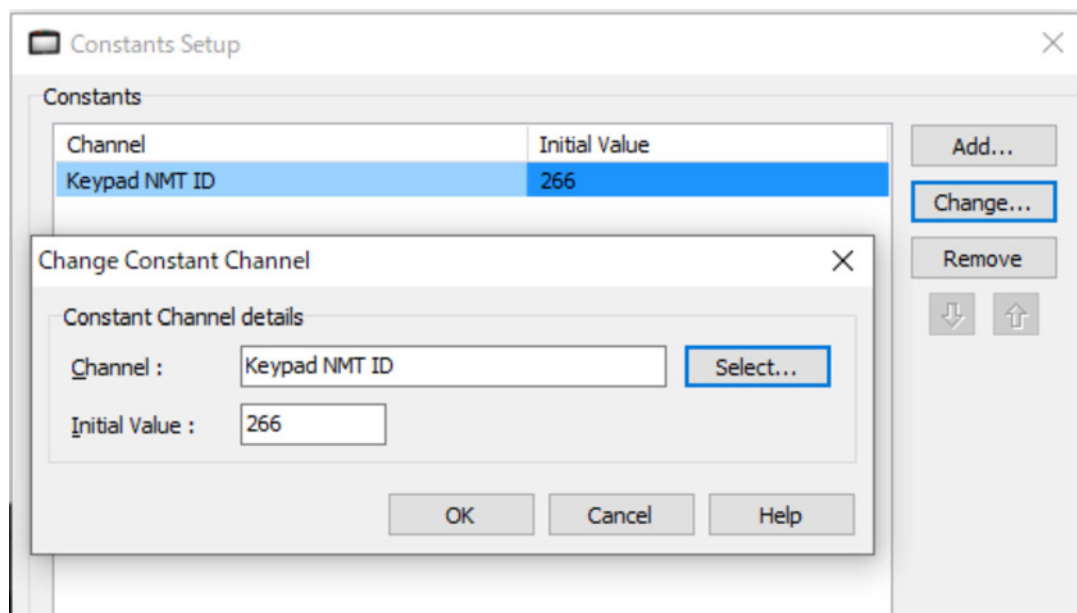 Constants Setup
Constants
Channel Initial Value
Keypad NMT ID 266
Add...
Change...
Remove
Change Constant Channel
Constant Channel details
Channel : Keypad NMT ID Select...
Initial Value : 266
OK Cancel Help